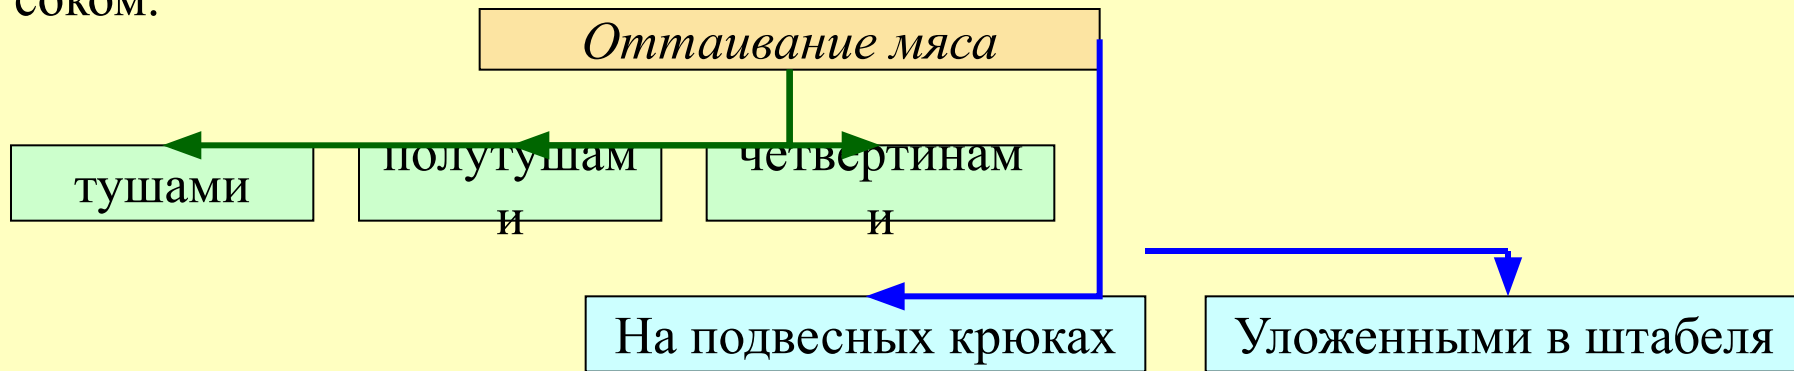 соком.
Оттаивание мяса
тушами
полутушам
и
четвертинам
и
На подвесных крюках
Уложенными в штабеля